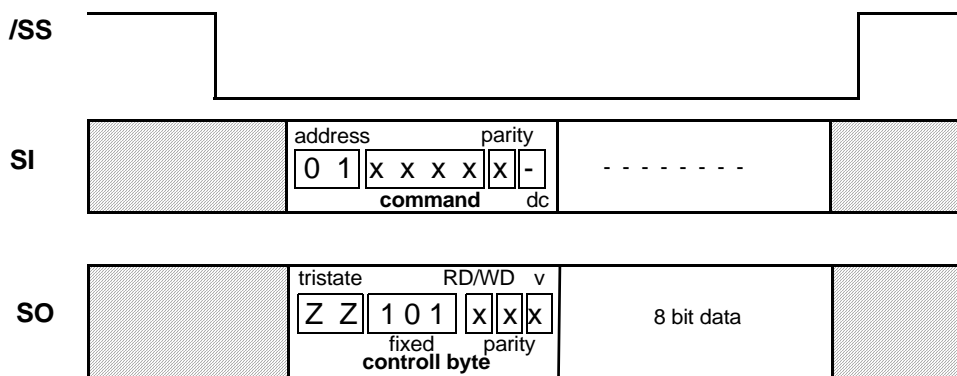 /SS
SI
address parity
0 1 x x x x x -
command dc
- - - - - - - -
SO
tristate RD/WD v
Z Z 1 0 1 x x x
fixed parity
controll byte
8 bit data